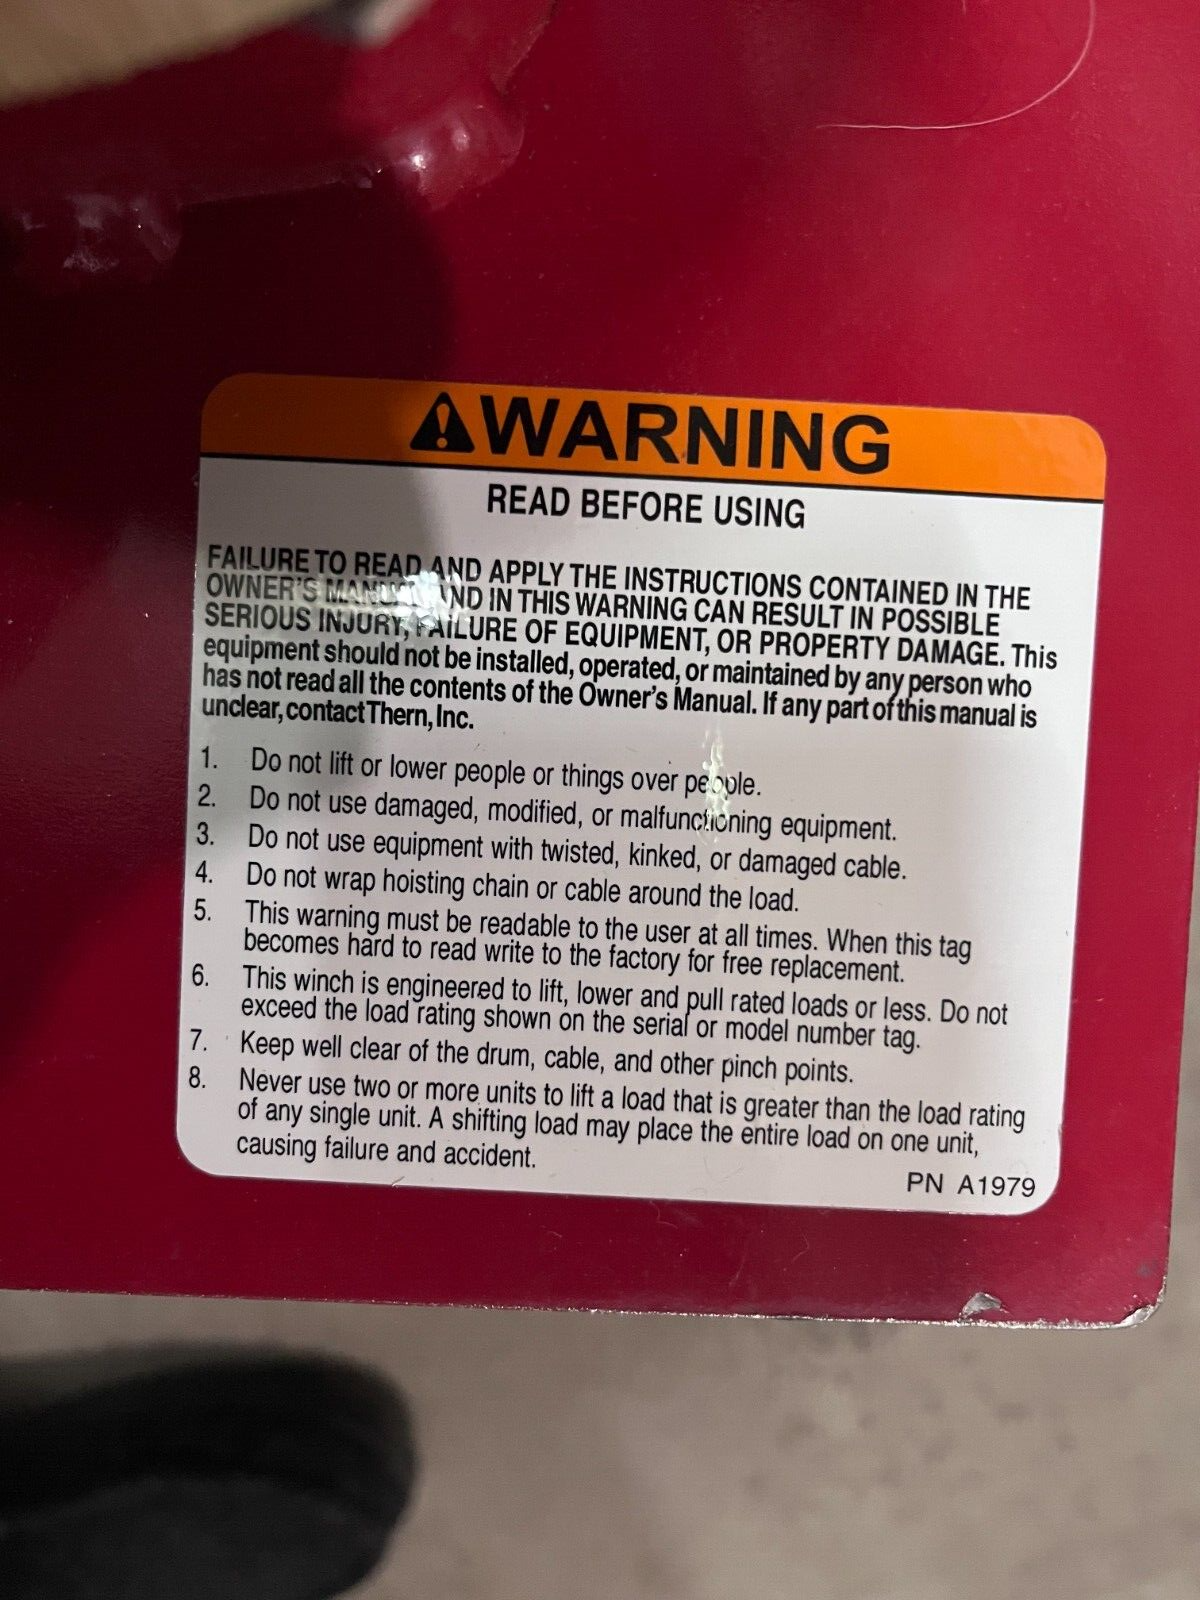 WARNING
READ BEFORE USING
FAILURE TO READ AND APPLY THE INSTRUCTIONS CONTAINED IN THE
OWNER'S MANUAL AND IN THIS WARNING CAN RESULT IN POSSIBLE
SERIOUS INJURY, FAILURE OF EQUIPMENT, OR PROPERTY DAMAGE. This
equipment should not be installed, operated, or maintained by any person who
has not read all the contents of the Owner's Manual. If any part of this manual is
unclear, contact Thern, Inc.
1. Do not lift or lower people or things over people.
2. Do not use damaged, modified, or malfunctioning equipment.
3. Do not use equipment with twisted, kinked, or damaged cable.
4. Do not wrap hoisting chain or cable around the load.
5. This warning must be readable to the user at all times. When this tag
becomes hard to read write to the factory for free replacement.
6. This winch is engineered to lift, lower and pull rated loads or less. Do not
exceed the load rating shown on the serial or model number tag.
7. Keep well clear of the drum, cable, and other pinch points.
8. Never use two or more units to lift a load that is greater than the load rating
of any single unit. A shifting load may place the entire load on one unit,
causing failure and accident.
PN A1979